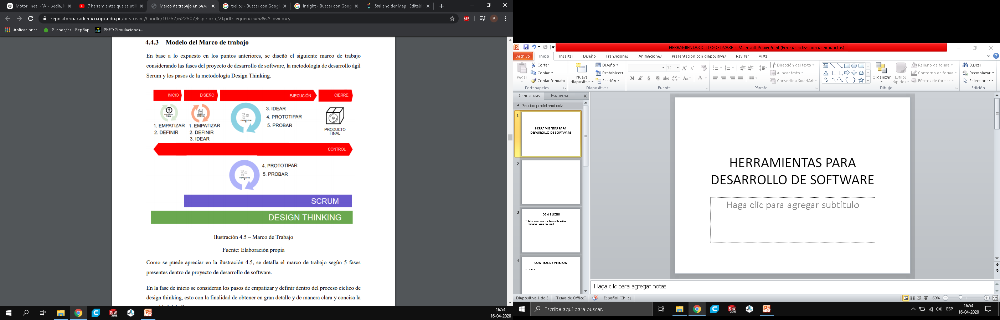 Motor lineal - Wikipedia, l
7 herramientas que se util
Marco de trabajo en base
trellos - Buscar con Googl
insight - Buscar con Goog
Stakeholder Map | Editabl
repositorioacademico.upc.edu.pe/bitstream/handle/10757/622507/Espinoza_VJ.pdf?sequence=5&isAllowed=y
ABP
P
Aplicaciones
G-code/es - RepRap
PhET: Simulaciones...
4.4.3 Modelo del Marco de trabajo
En base a lo expuesto en los puntos anteriores, se diseñó el siguiente marco de trabajo
considerando las fases del proyecto de desarrollo de software, la metodología de desarrollo ágil
Scrum y los pasos de la metodología Design Thinking.
INICIO
DISEÑO
EJECUCIÓN
CIERRE
1. EMPATIZAR
2. DEFINIR
1. EMPATIZAR
2. DEFINIR
3. IDEAR
3. IDEAR
4. PROTOTIPAR
5. PROBAR
PRODUCTO
FINAL
CONTROL
4. PROTOTIPAR
5. PROBAR
SCRUM
DESIGN THINKING
Ilustración 4.5 – Marco de Trabajo
Fuente: Elaboración propia
Como se puede apreciar en la ilustración 4.5, se detalla el marco de trabajo según 5 fases
presentes dentro de proyecto de desarrollo de software.
En la fase de inicio se consideran los pasos de empatizar y definir dentro del proceso cíclico de
design thinking, esto con la finalidad de obtener en gran detalle y de manera clara y concisa la
16:54
16-04-2020
HERRAMIENTAS DLLO SOFTWARE - Microsoft PowerPoint (Error de activación de productos)
Archivo
Inicio
Insertar
Diseño
Transiciones
Animaciones
Presentación con diapositivas
Revisar
Vista
Pegar
Cortar
Copiar
Copiar formato
Portapapeles
Nueva
diapositiva
Diseño
Restablecer
Sección
Diapositivas
32
N K S S abc AV Aa A
Fuente
Dirección del texto
Alinear texto
Convertir a SmartArt
Párrafo
Organizar
Estilos
rápidos
Relleno de forma
Contorno de forma
Efectos de formas
Dibujo
Buscar
Reemplazar
Seleccionar
Edición
Diapositivas
Esquema
Sección predeterminada
1
HERRAMIENTAS PARA
DESARROLLO DE SOFTWARE
2
3
IDE A ELEGIR
4
CONTROL DE VERSIÓN
HERRAMIENTAS PARA
DESARROLLO DE SOFTWARE
Haga clic para agregar subtítulo
Haga clic para agregar notas
Diapositiva 1 de 5
"Tema de Office"
Español (Chile)
69%
Escribe aquí para buscar.
ESP
16:54
16-04-2020